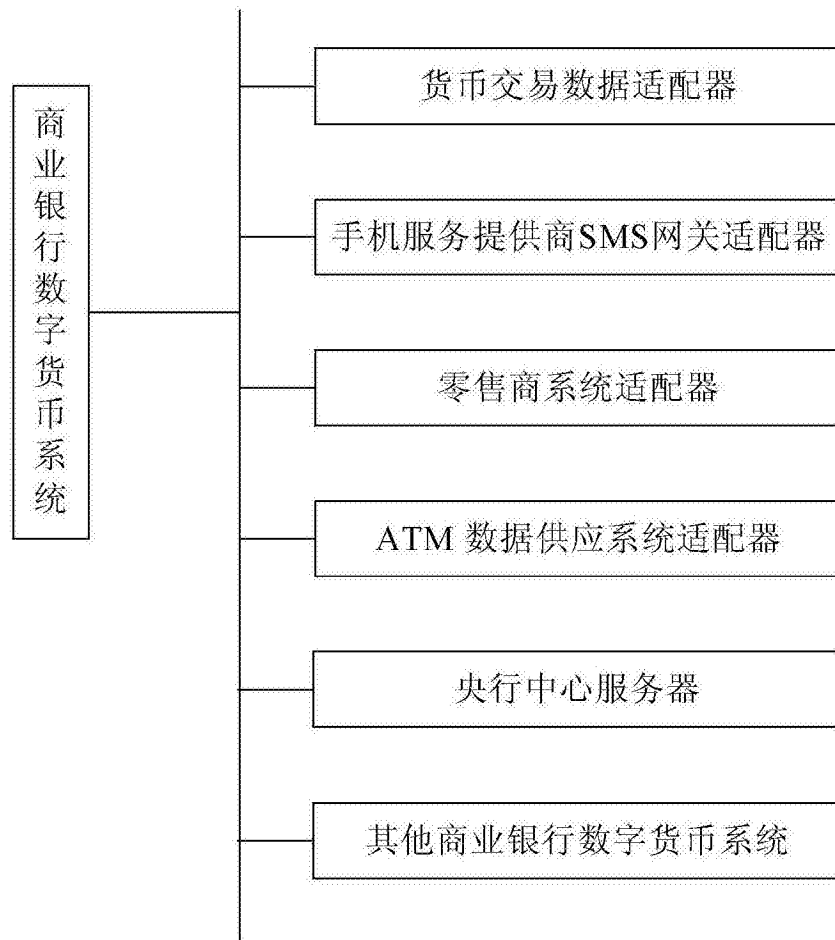 商业银行数字货币系统
货币交易数据适配器
手机服务提供商SMS网关适配器
零售商系统适配器
ATM 数据供应系统适配器
央行中心服务器
其他商业银行数字货币系统